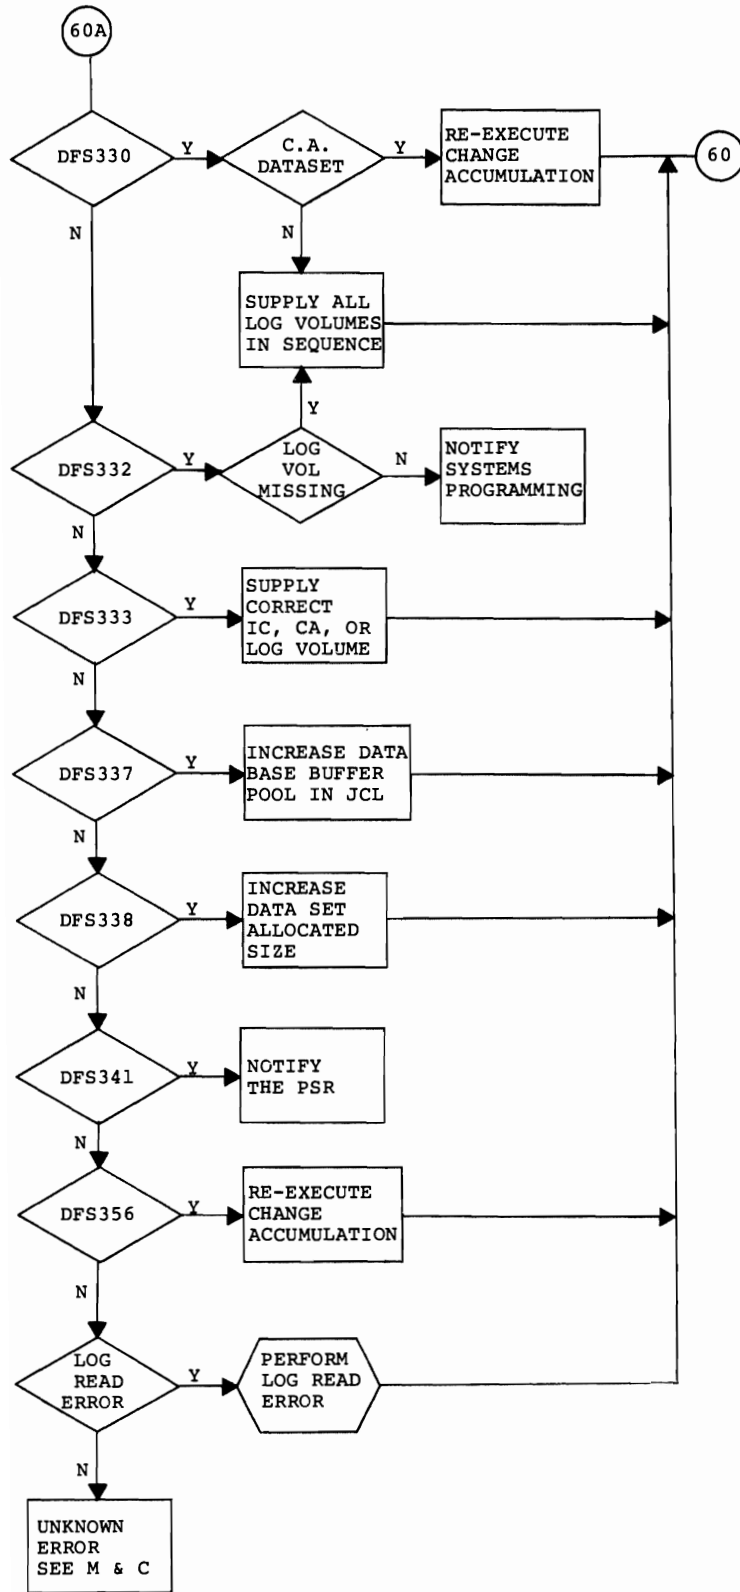 60A
DFS330
Y
C.A.
DATASET
Y
RE-EXECUTE
CHANGE
ACCUMULATION
60
N
N
SUPPLY ALL
LOG VOLUMES
IN SEQUENCE
Y
DFS332
Y
LOG
VOL
MISSING
N
NOTIFY
SYSTEMS
PROGRAMMING
N
DFS333
Y
SUPPLY
CORRECT
IC, CA, OR
LOG VOLUME
N
DFS337
Y
INCREASE DATA
BASE BUFFER
POOL IN JCL
N
DFS338
Y
INCREASE
DATA SET
ALLOCATED
SIZE
N
DFS341
Y
NOTIFY
THE PSR
N
DFS356
Y
RE-EXECUTE
CHANGE
ACCUMULATION
N
LOG
READ
ERROR
Y
PERFORM
LOG READ
ERROR
N
UNKNOWN
ERROR
SEE M & C